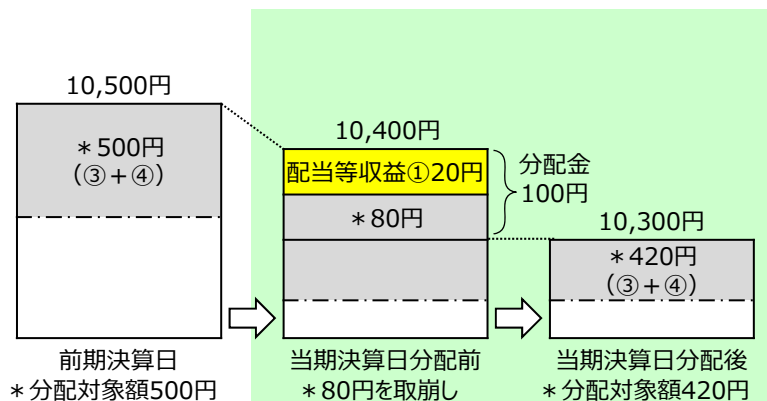 10,500円
＊500円
（③＋④）
前期決算日
＊分配対象額500円
10,400円
配当等収益①20円
＊80円
分配金
100円
当期決算日分配前
＊80円を取崩し
10,300円
＊420円
（③＋④）
当期決算日分配後
＊分配対象額420円